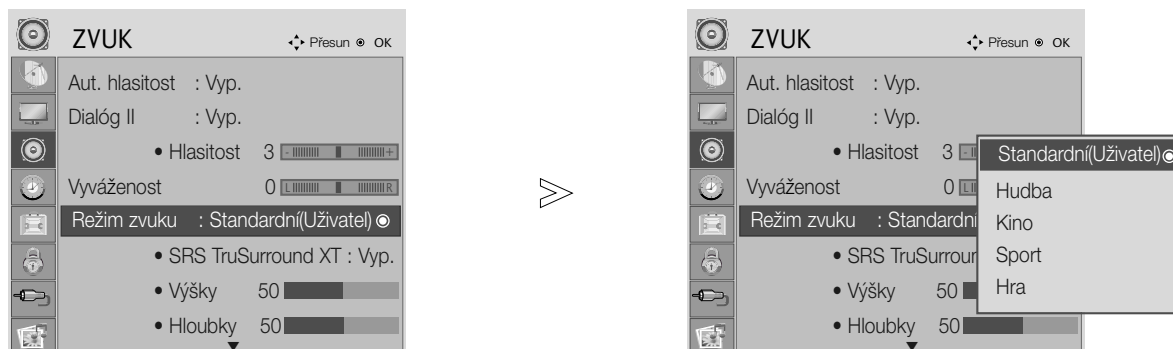 ZVUK
Přesun OK
Aut. hlasitost : Vyp.
Dialóg II : Vyp.
• Hlasitost 3 - +
Vyváženost 0 L R
Režim zvuku : Standardní(Uživatel)
• SRS TruSurround XT : Vyp.
• Výšky 50
• Hloubky 50
ZVUK
Přesun OK
Aut. hlasitost : Vyp.
Dialóg II : Vyp.
• Hlasitost 3 -
Vyváženost 0 L
Režim zvuku : Standardní
• SRS TruSurrour
• Výšky 50
• Hloubky 50
Standardní(Uživatel)
Hudba
Kino
Sport
Hra